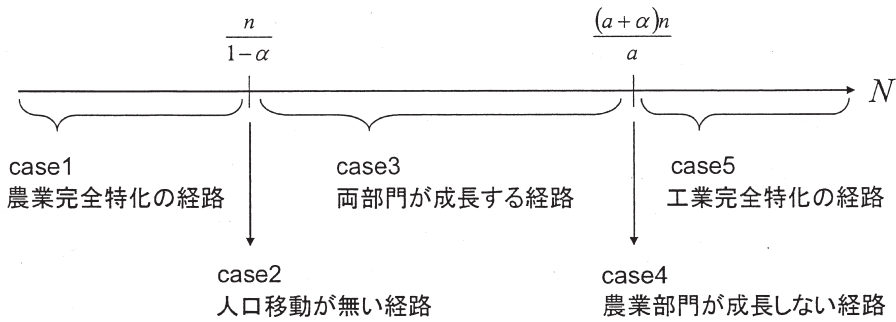 n/(1-α)
(a+α)n/a
N
case1
農業完全特化の経路
case3
両部門が成長する経路
case5
工業完全特化の経路
case2
人口移動が無い経路
case4
農業部門が成長しない経路